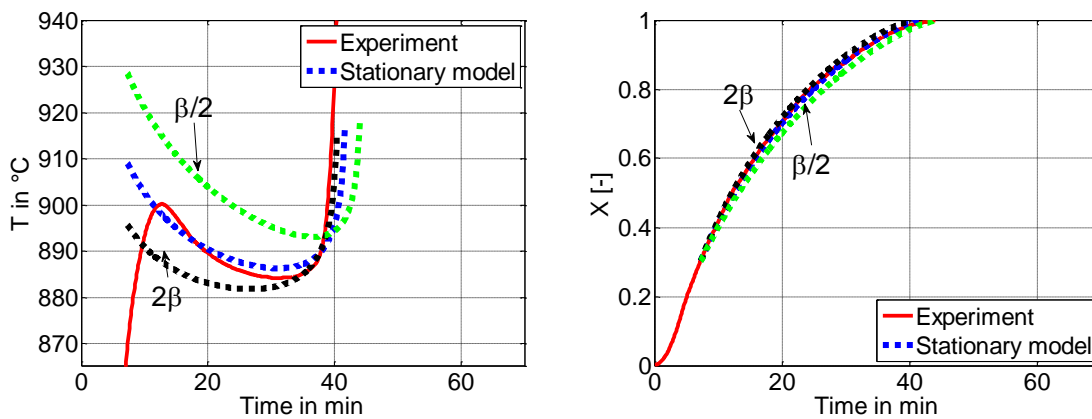 940
930
920
910
900
890
880
870
T in °C
0
20
40
60
Time in min
Experiment
Stationary model
β/2
2β
1
0.8
0.6
0.4
0.2
0
X [-]
0
20
40
60
Time in min
2β
β/2
Experiment
Stationary model